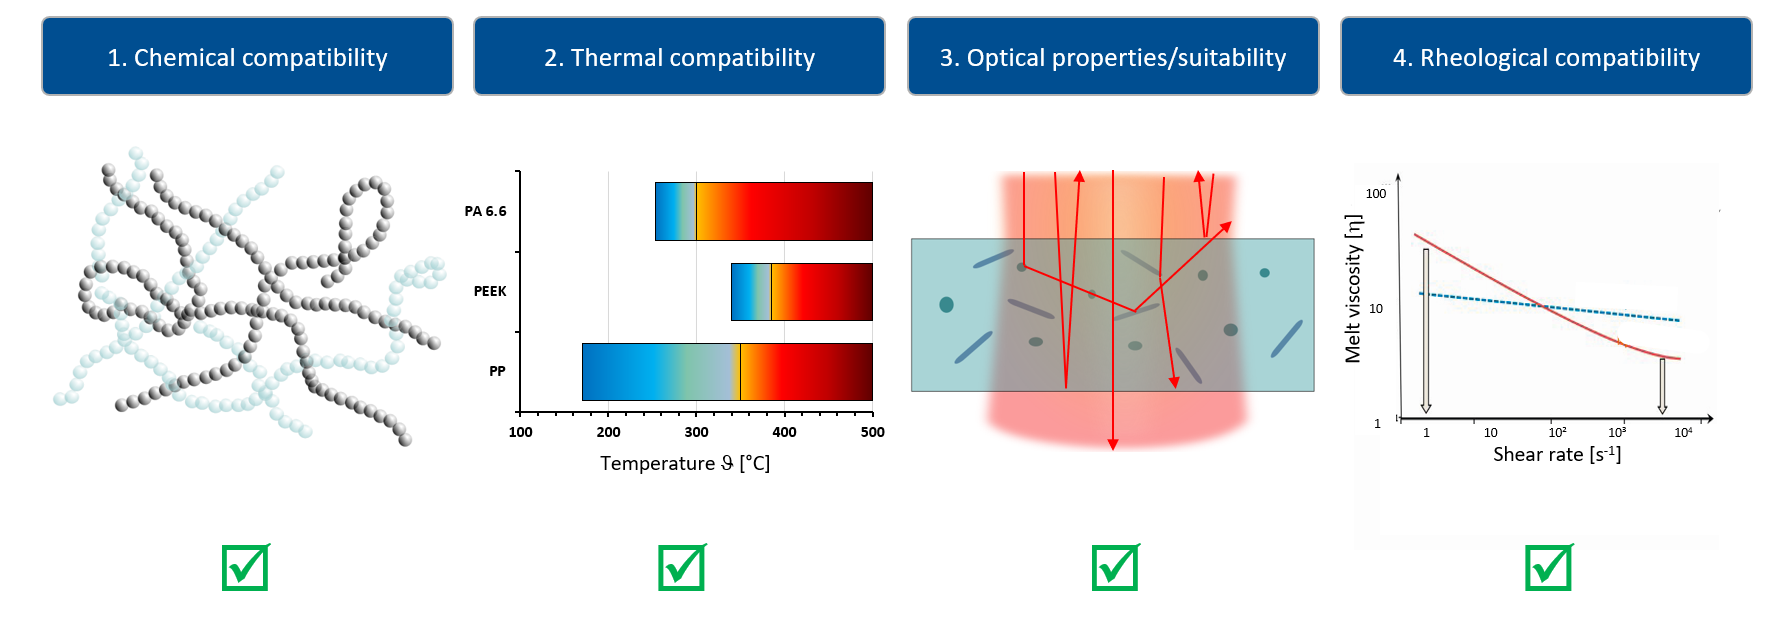 1. Chemical compatibility
2. Thermal compatibility
3. Optical properties/suitability
4. Rheological compatibility
PA 6.6
PEEK
PP
100 200 300 400 500
Temperature ϑ [°C]
Melt viscosity [η]
100
10
1
1 10 10² 10³ 10⁴
Shear rate [s⁻¹]